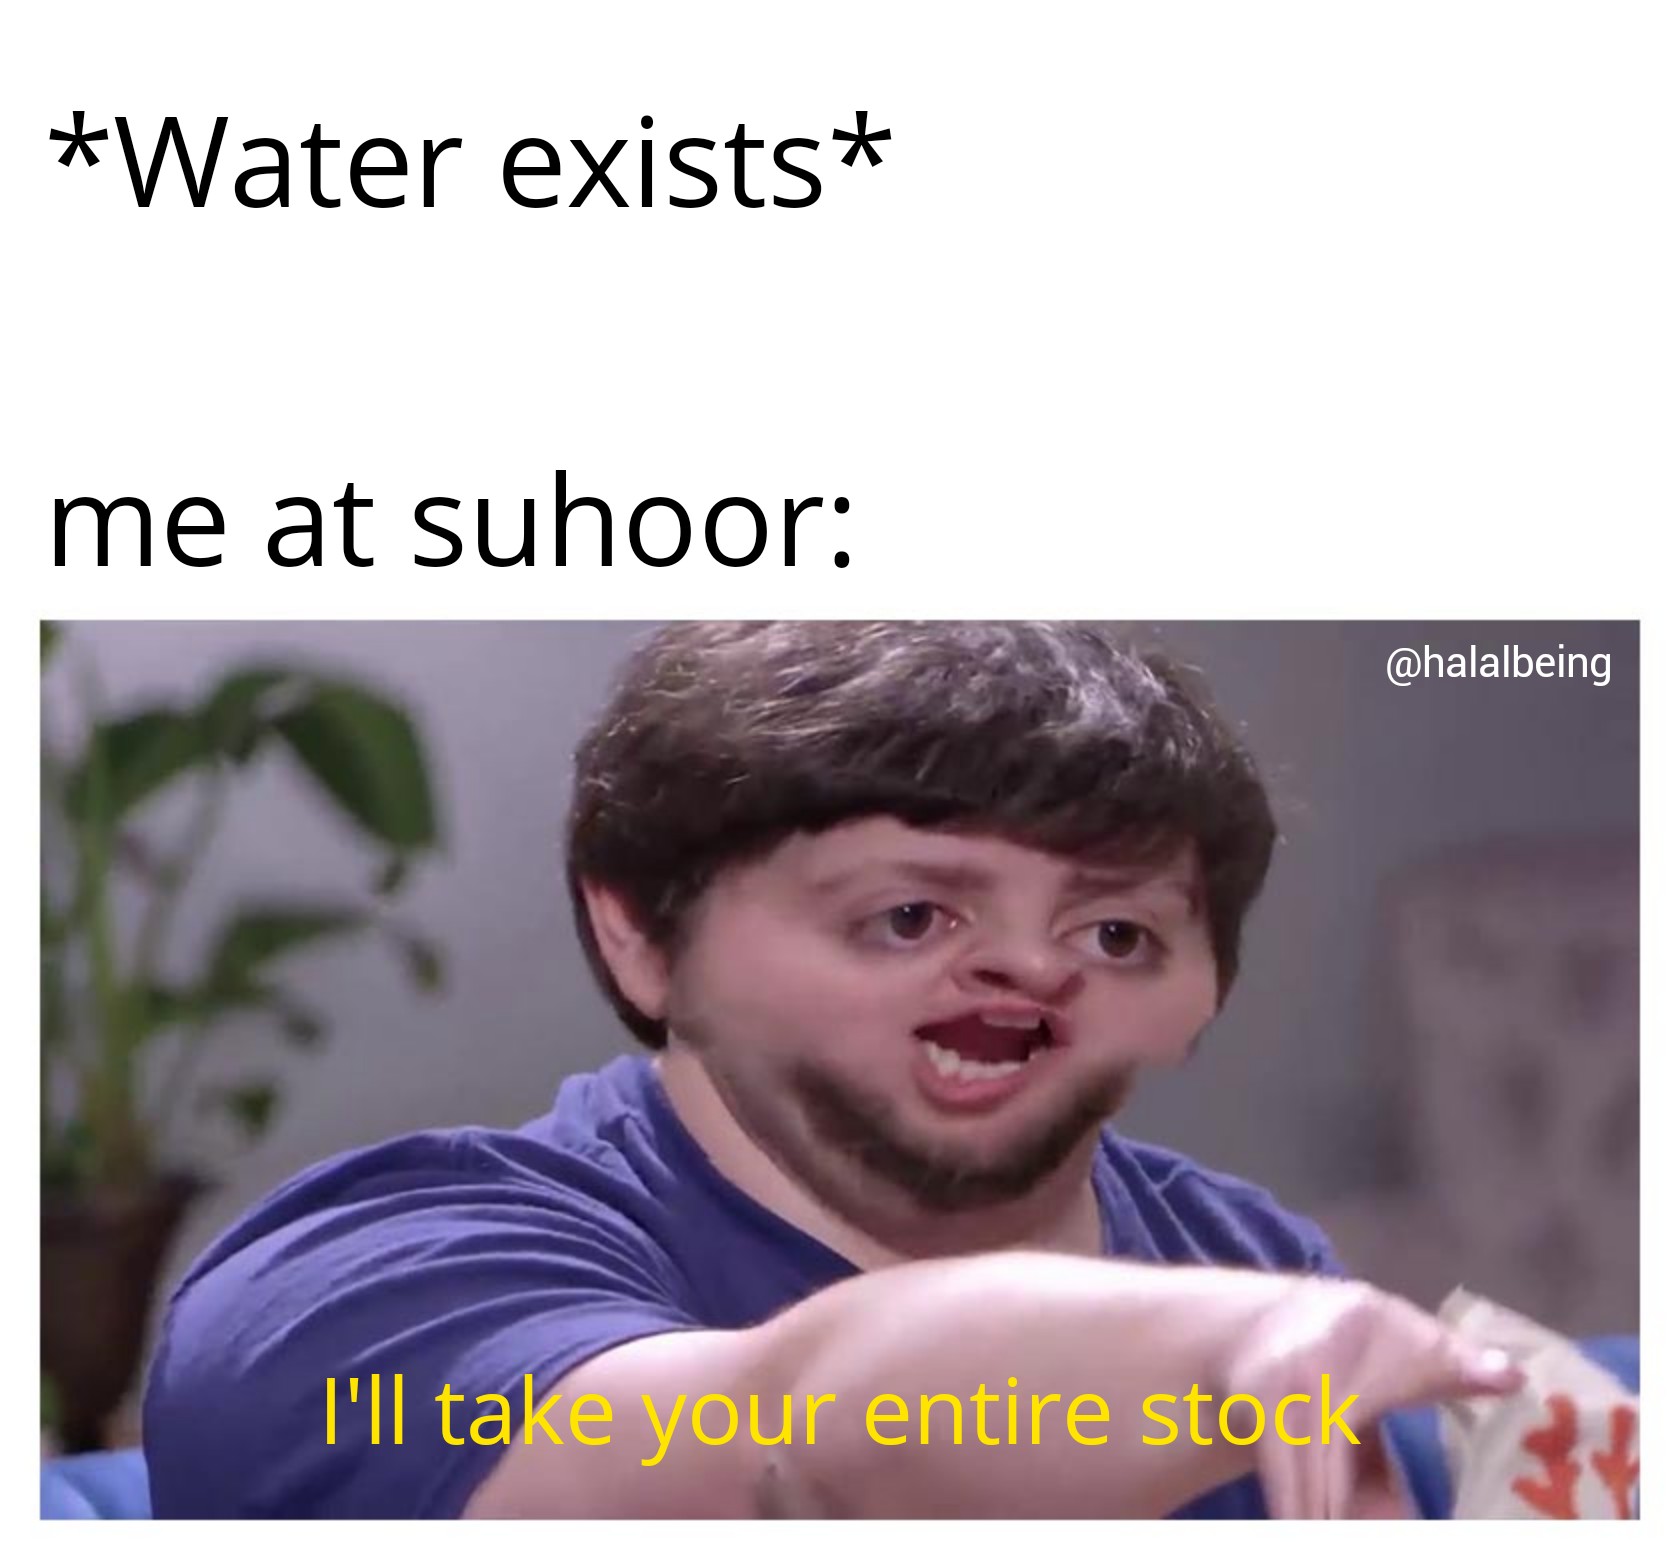 *Water exists*
me at suhoor:
@halalbeing
I'll take your entire stock